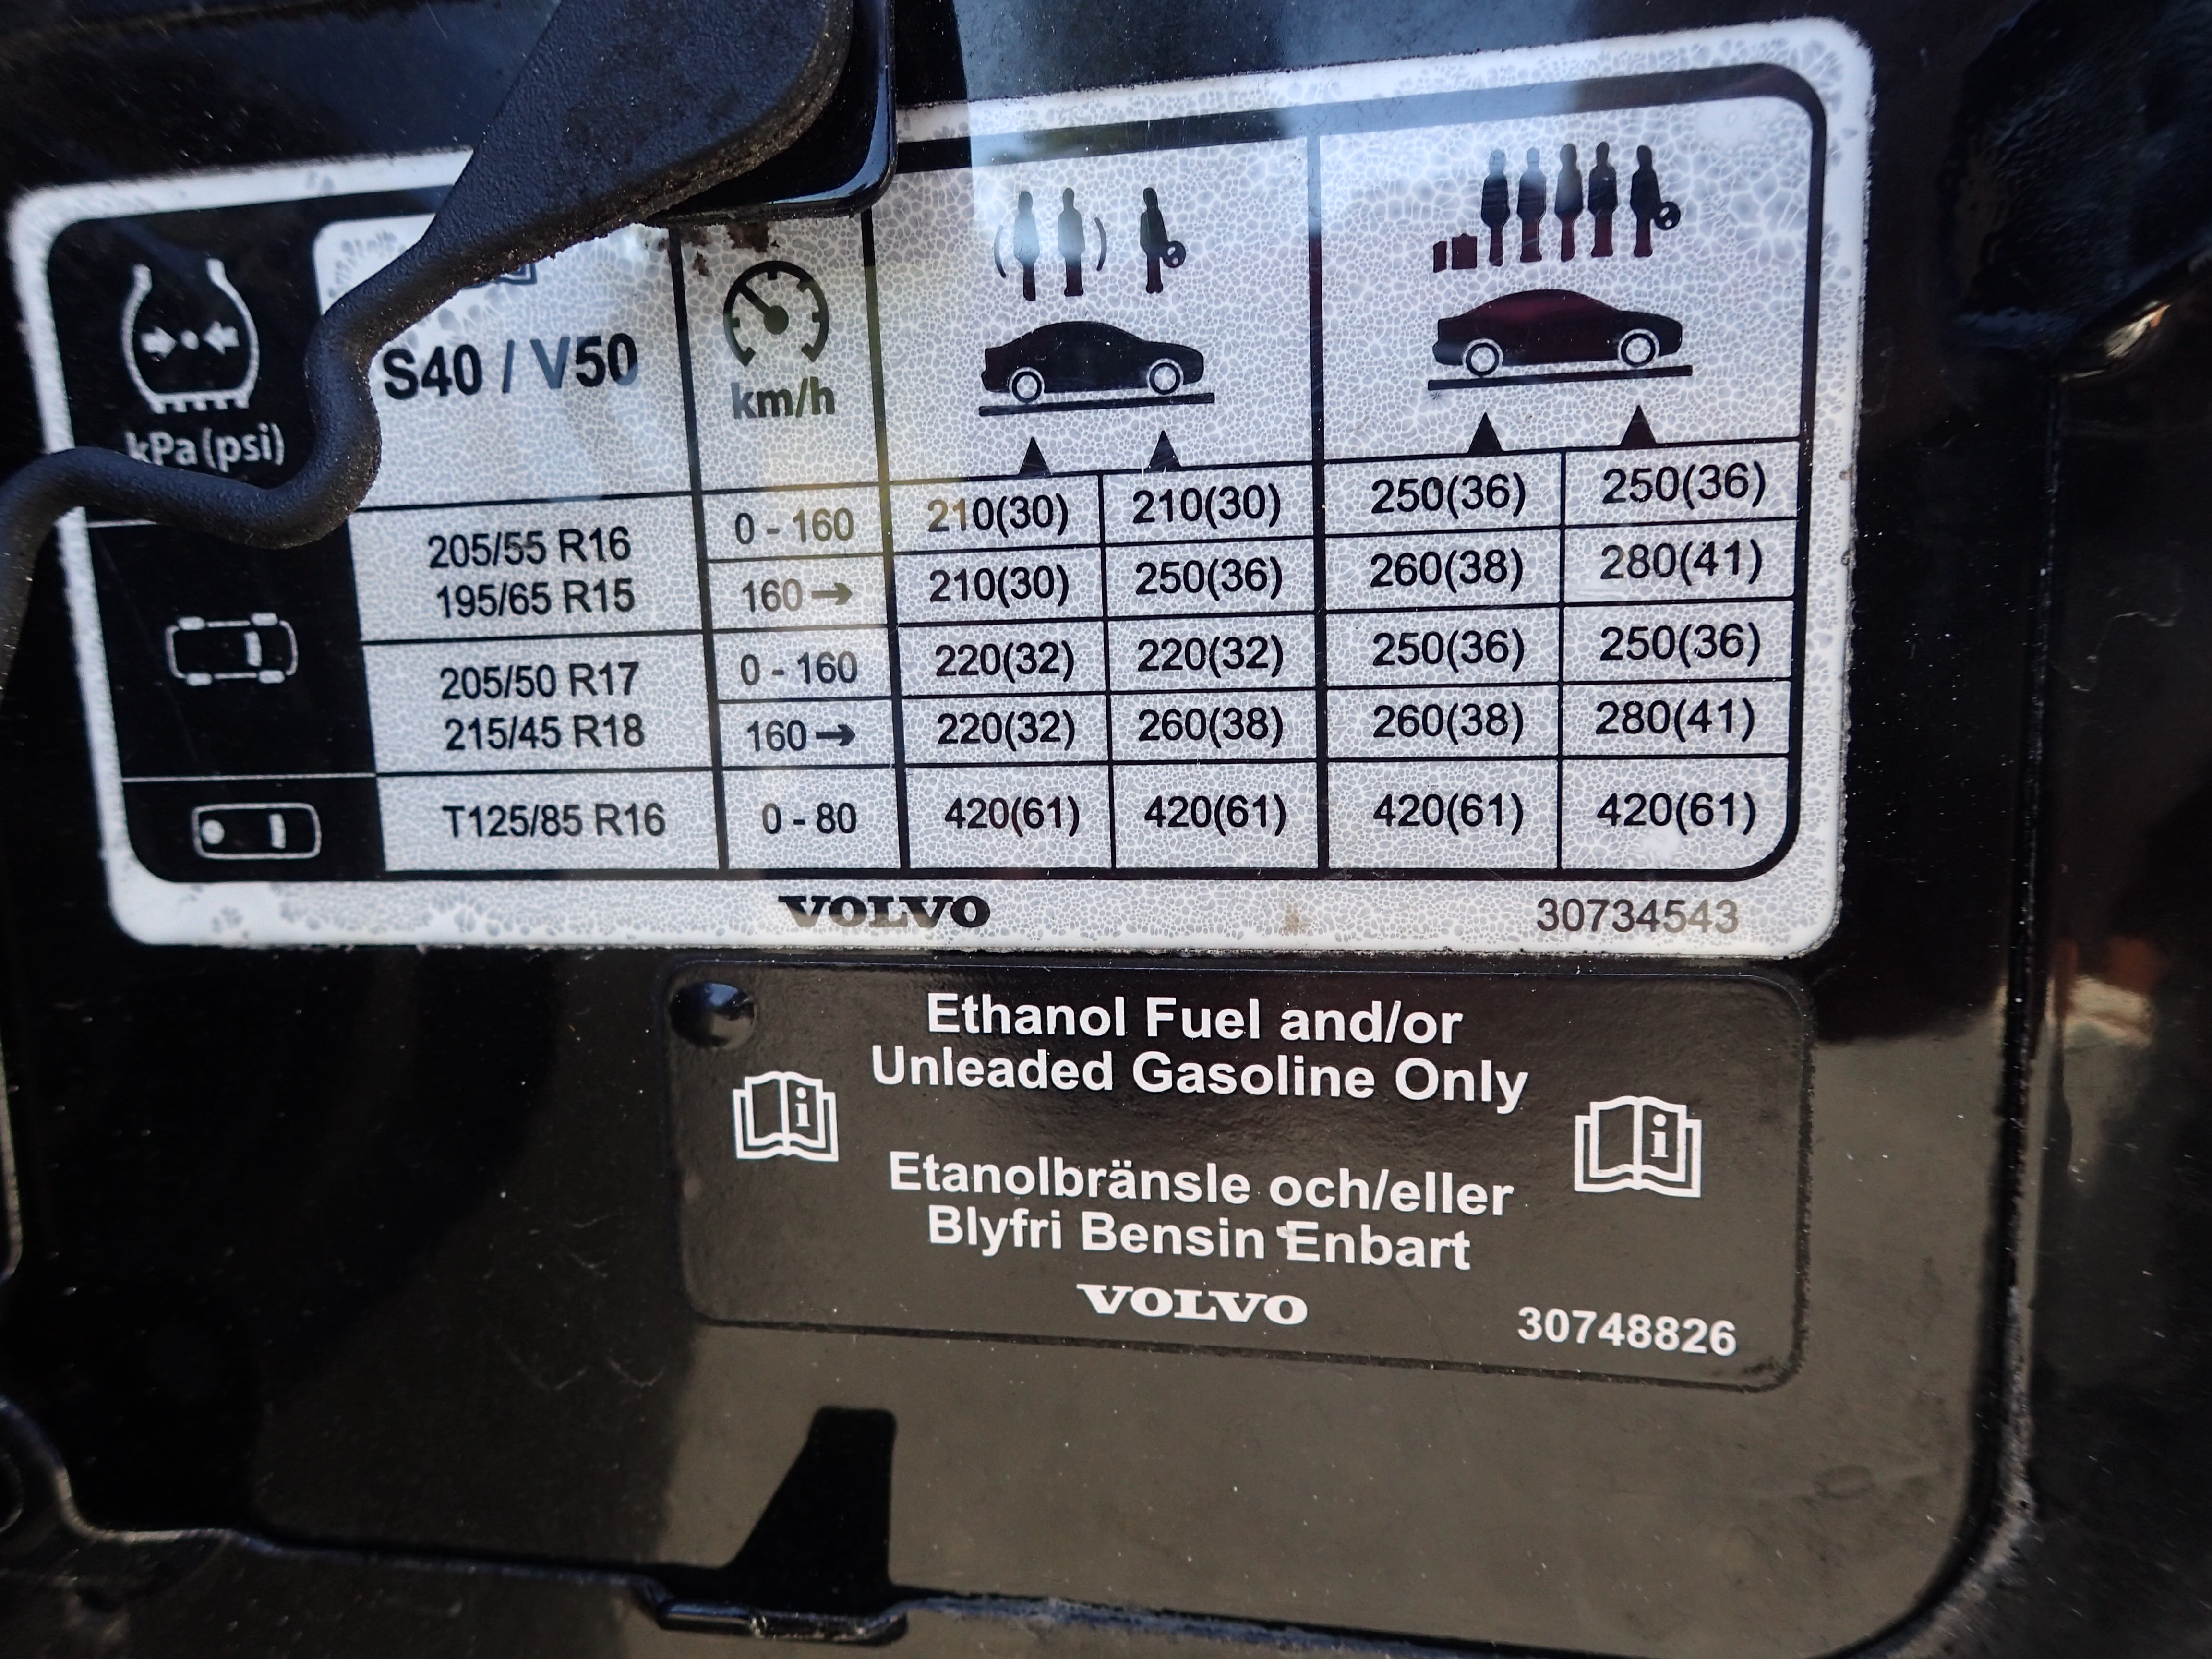 S40 / V50
km/h
kPa(psi)
205/55 R16
195/65 R15
0 - 160 210(30) 210(30) 250(36) 250(36)
160→ 210(30) 250(36) 260(38) 280(41)
205/50 R17
215/45 R18
0 - 160 220(32) 220(32) 250(36) 250(36)
160→ 220(32) 260(38) 260(38) 280(41)
T125/85 R16 0 - 80 420(61) 420(61) 420(61) 420(61)
VOLVO 30734543
Ethanol Fuel and/or
Unleaded Gasoline Only
i i
Etanolbränsle och/eller
Blyfri Bensin Enbart
VOLVO
30748826